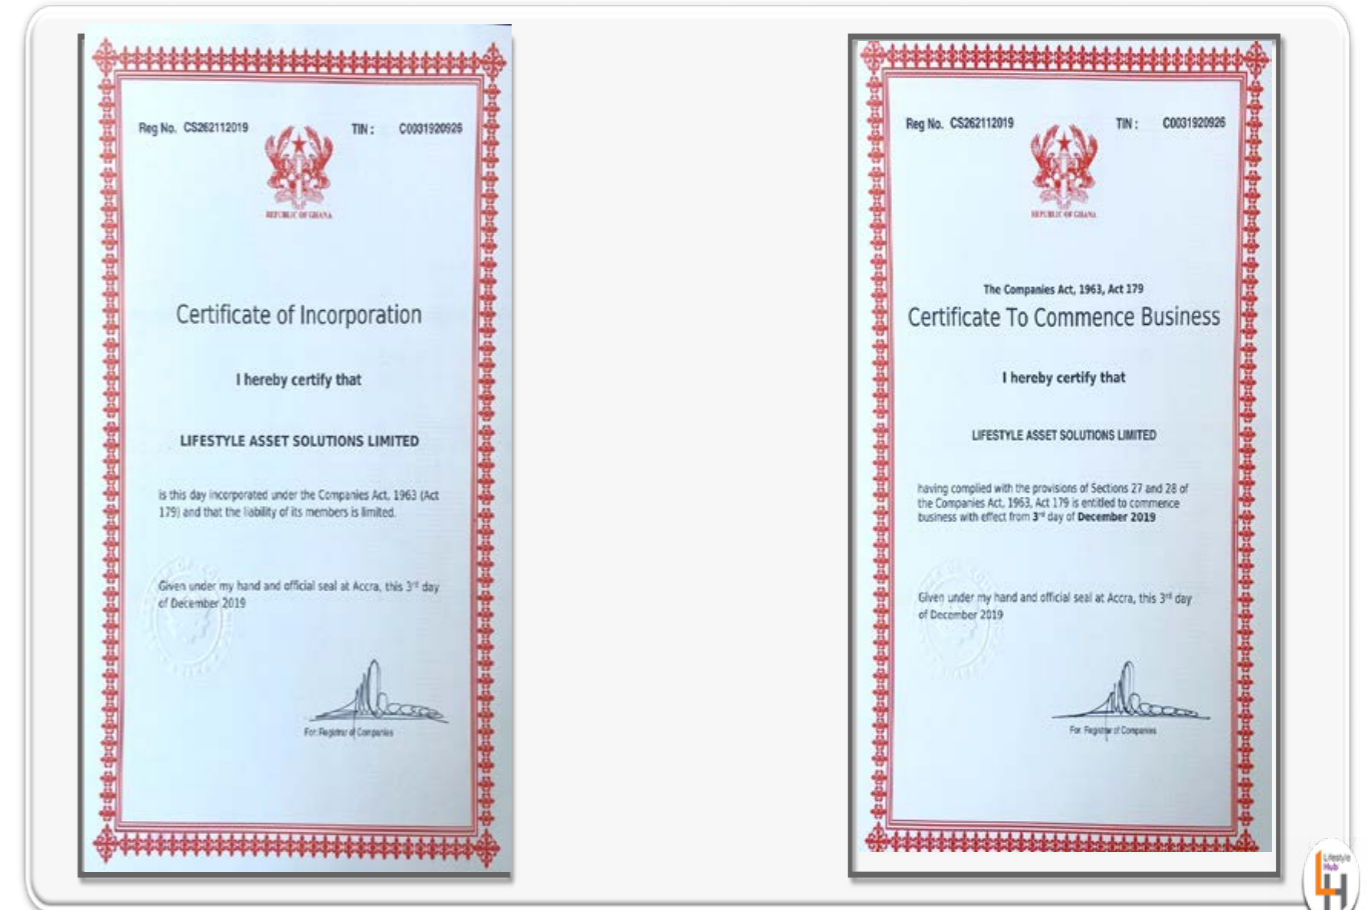 Reg No. CS262112019 TIN : C0031920926
REPUBLIC OF GHANA
Certificate of Incorporation
I hereby certify that
LIFESTYLE ASSET SOLUTIONS LIMITED
is this day incorporated under the Companies Act, 1963 (Act
179) and that the liability of its members is limited.
Given under my hand and official seal at Accra, this 3rd day
of December 2019
For: Registrar of Companies
Reg No. CS262112019 TIN : C0031920926
REPUBLIC OF GHANA
The Companies Act, 1963, Act 179
Certificate To Commence Business
I hereby certify that
LIFESTYLE ASSET SOLUTIONS LIMITED
having complied with the provisions of Sections 27 and 28 of
the Companies Act, 1963, Act 179 is entitled to commence
business with effect from 3rd day of December 2019
Given under my hand and official seal at Accra, this 3rd day
of December 2019
For: Registrar of Companies
Lifestyle
Hub